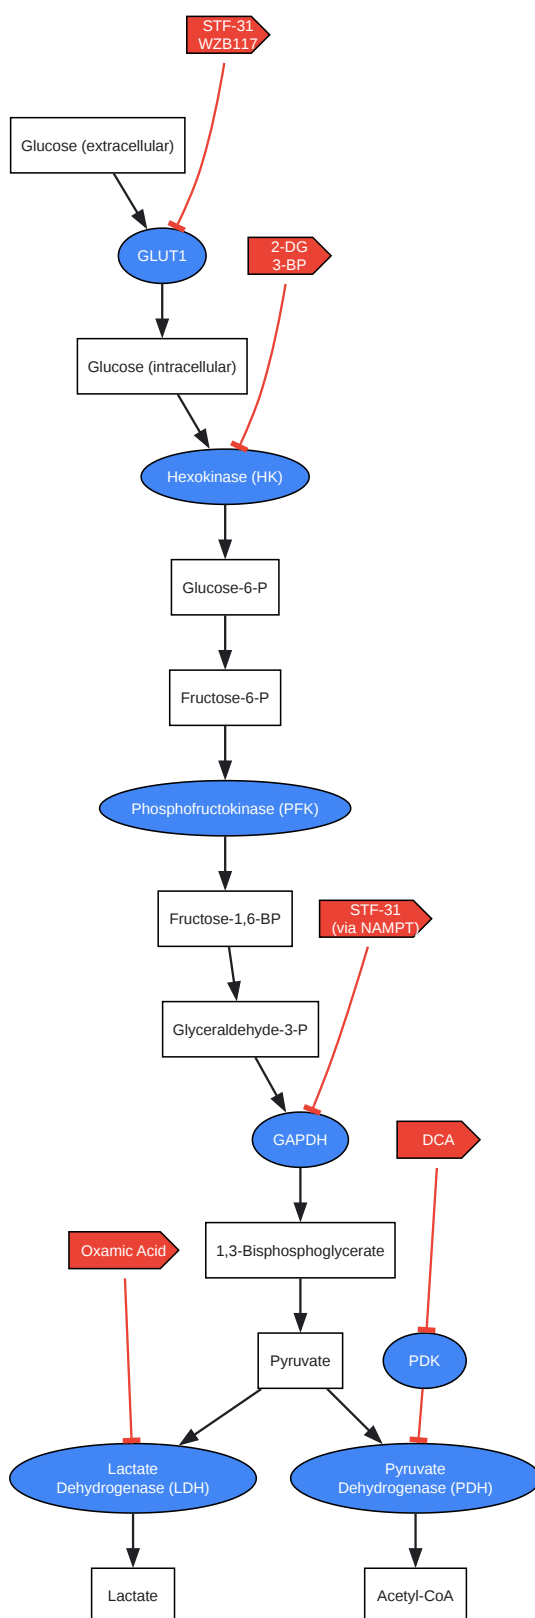 STF-31
WZB117
Glucose (extracellular)
GLUT1
2-DG
3-BP
Glucose (intracellular)
Hexokinase (HK)
Glucose-6-P
Fructose-6-P
Phosphofructokinase (PFK)
Fructose-1,6-BP
STF-31
(via NAMPT)
Glyceraldehyde-3-P
GAPDH
DCA
Oxamic Acid
1,3-Bisphosphoglycerate
Pyruvate
PDK
Lactate
Dehydrogenase (LDH)
Pyruvate
Dehydrogenase (PDH)
Lactate
Acetyl-CoA